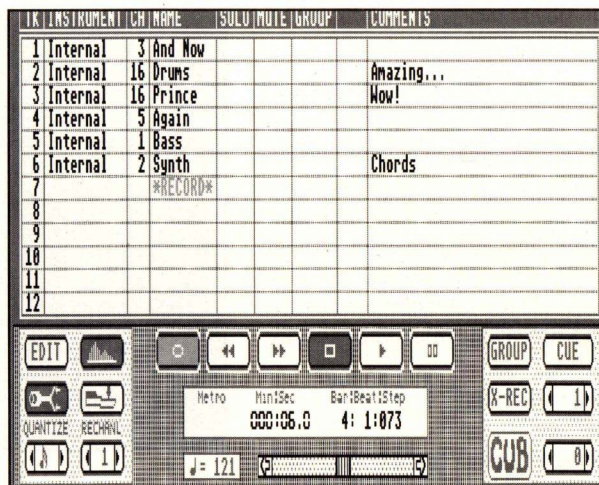 TK INSTRUMENT CH NAME SOLO MUTE GROUP COMMENTS
1 Internal 3 And Now
2 Internal 16 Drums Amazing...
3 Internal 16 Prince Wow!
4 Internal 5 Again
5 Internal 1 Bass
6 Internal 2 Synth Chords
7 *RECORD*
8
9
10
11
12
EDIT GROUP CUE
X-REC 1
QUANTIZE RECHANL
1
Metro Min:Sec Bar:Beat:Step
000:06.0 4: 1:073
= 121
CUB 0